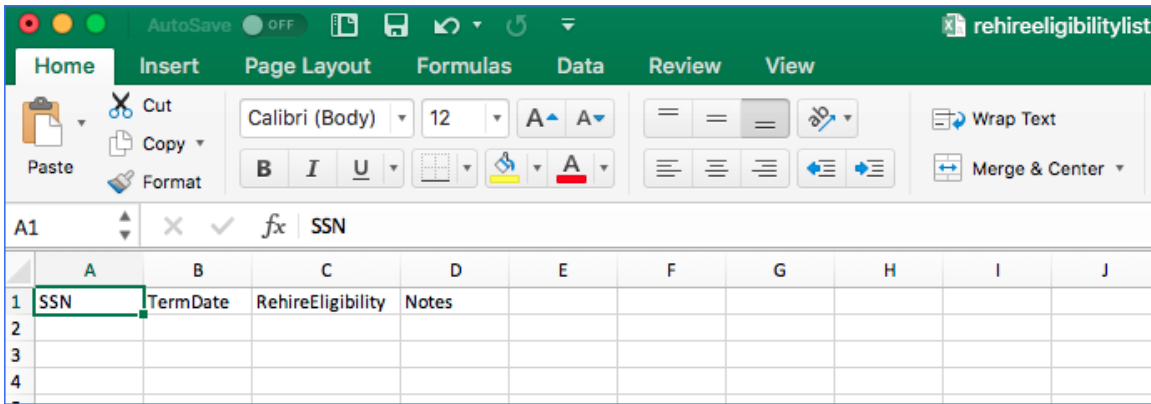 AutoSave OFF rehireeligibilitylist
Home Insert Page Layout Formulas Data Review View
Paste
Cut
Copy
Format
Calibri (Body) 12 A A
B I U A
ab
Wrap Text
Merge & Center
A1 fx SSN
A B C D E F G H I J
1 SSN TermDate RehireEligibility Notes
2
3
4